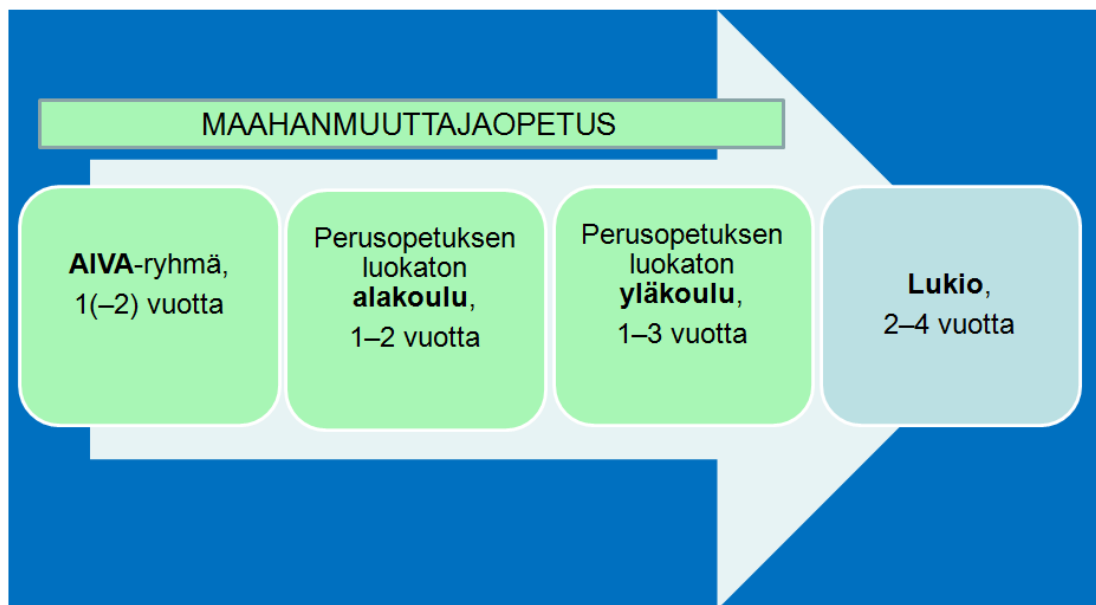 MAAHANMUUTTAJAOPETUS
AIVA-ryhmä,
1(–2) vuotta
Perusopetuksen
luokaton
alakoulu,
1–2 vuotta
Perusopetuksen
luokaton
yläkoulu,
1–3 vuotta
Lukio,
2–4 vuotta